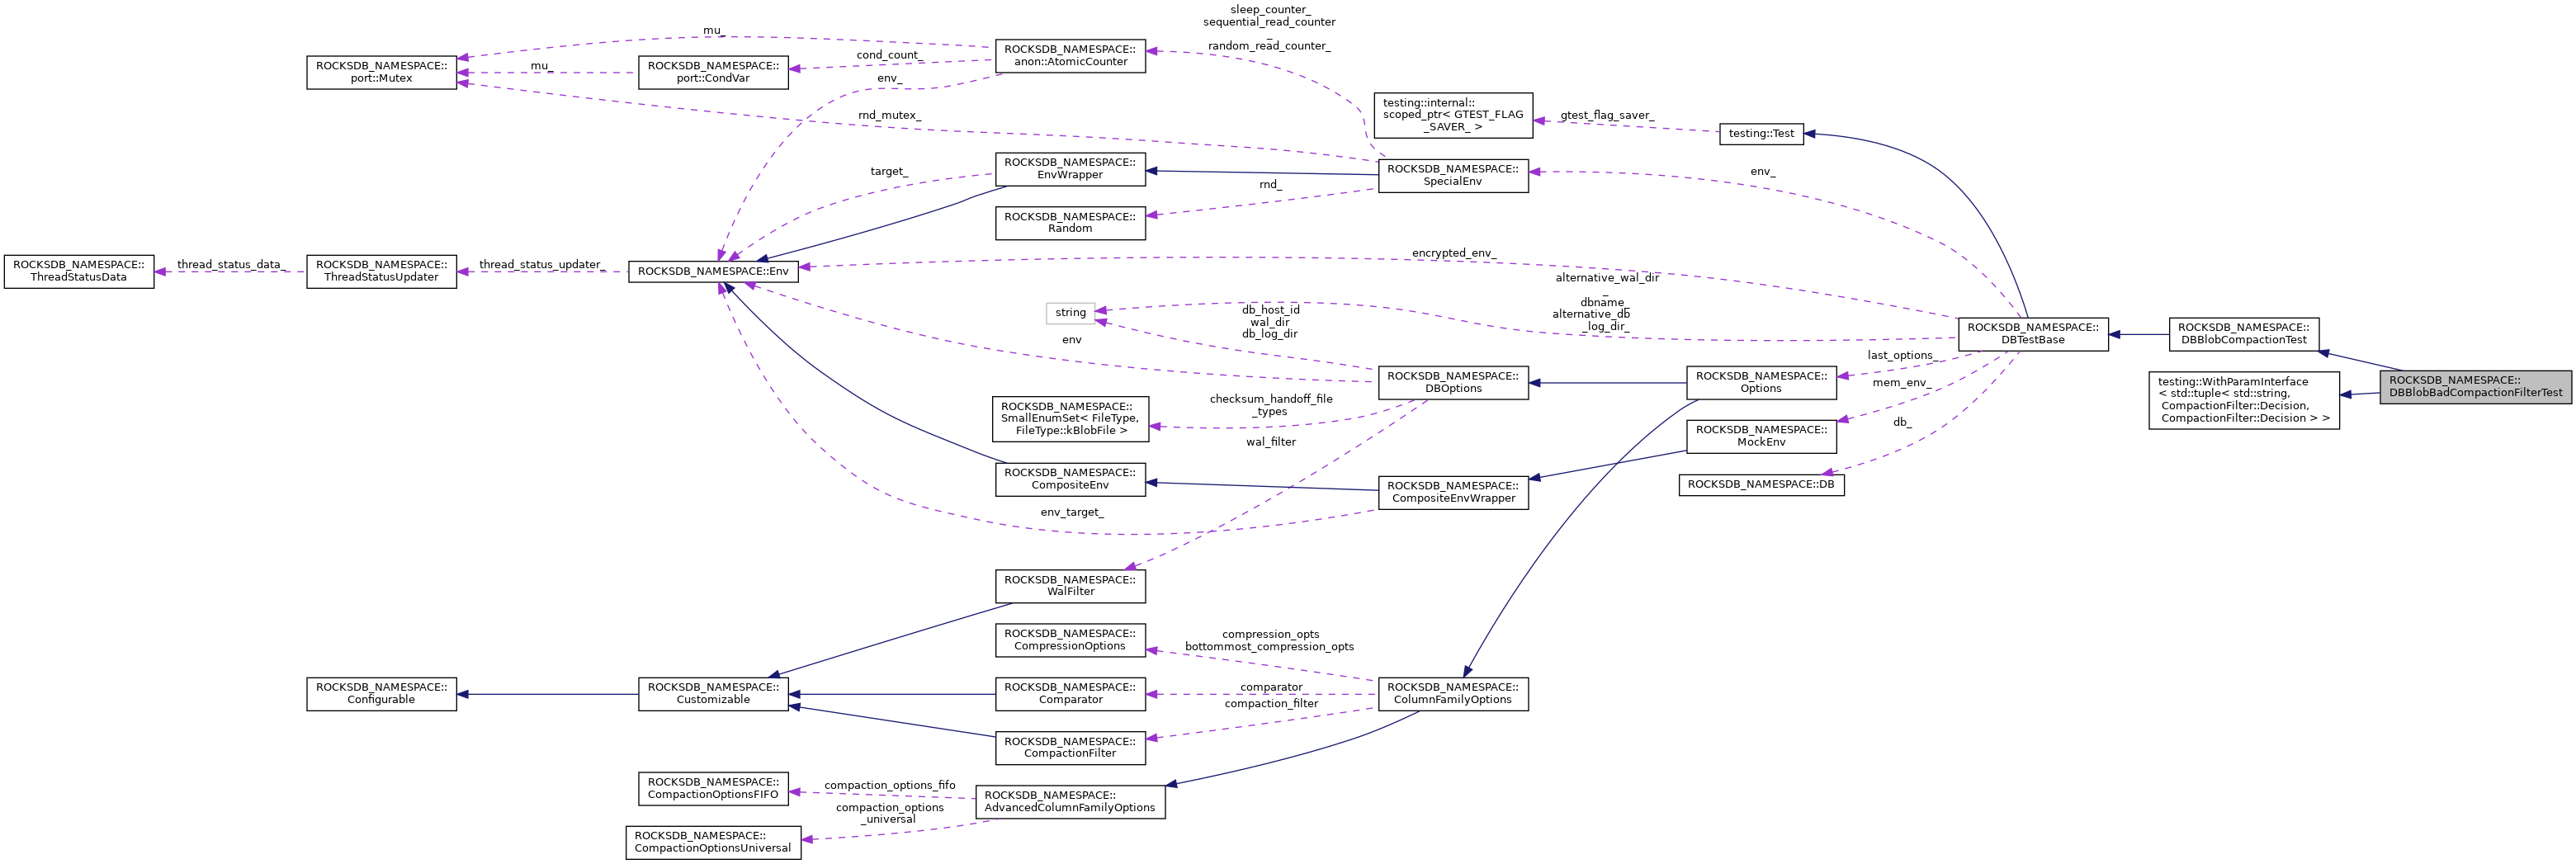 sleep_counter_
sequential_read_counter
_
random_read_counter_
mu_
ROCKSDB_NAMESPACE::
port::Mutex
mu_
ROCKSDB_NAMESPACE::
port::CondVar
cond_count_
env_
ROCKSDB_NAMESPACE::
anon::AtomicCounter
rnd_mutex_
testing::internal::
scoped_ptr< GTEST_FLAG
_SAVER_ >
gtest_flag_saver_
testing::Test
target_
ROCKSDB_NAMESPACE::
EnvWrapper
rnd_
ROCKSDB_NAMESPACE::
SpecialEnv
env_
ROCKSDB_NAMESPACE::
Random
ROCKSDB_NAMESPACE::
ThreadStatusData
thread_status_data_
ROCKSDB_NAMESPACE::
ThreadStatusUpdater
thread_status_updater_
ROCKSDB_NAMESPACE::Env
encrypted_env_
alternative_wal_dir
_
dbname_
alternative_db
_log_dir_
string
db_host_id
wal_dir
db_log_dir
env
ROCKSDB_NAMESPACE::
DBTestBase
ROCKSDB_NAMESPACE::
DBBlobCompactionTest
last_options_
mem_env_
db_
ROCKSDB_NAMESPACE::
DBOptions
ROCKSDB_NAMESPACE::
Options
testing::WithParamInterface
< std::tuple< std::string,
CompactionFilter::Decision,
CompactionFilter::Decision > >
ROCKSDB_NAMESPACE::
DBBlobBadCompactionFilterTest
checksum_handoff_file
_types
ROCKSDB_NAMESPACE::
SmallEnumSet< FileType,
FileType::kBlobFile >
wal_filter
ROCKSDB_NAMESPACE::
MockEnv
ROCKSDB_NAMESPACE::
CompositeEnv
ROCKSDB_NAMESPACE::
CompositeEnvWrapper
ROCKSDB_NAMESPACE::DB
env_target_
ROCKSDB_NAMESPACE::
WalFilter
ROCKSDB_NAMESPACE::
CompressionOptions
compression_opts
bottommost_compression_opts
ROCKSDB_NAMESPACE::
Configurable
ROCKSDB_NAMESPACE::
Customizable
ROCKSDB_NAMESPACE::
Comparator
comparator
compaction_filter
ROCKSDB_NAMESPACE::
ColumnFamilyOptions
ROCKSDB_NAMESPACE::
CompactionFilter
ROCKSDB_NAMESPACE::
CompactionOptionsFIFO
compaction_options_fifo
compaction_options
_universal
ROCKSDB_NAMESPACE::
AdvancedColumnFamilyOptions
ROCKSDB_NAMESPACE::
CompactionOptionsUniversal